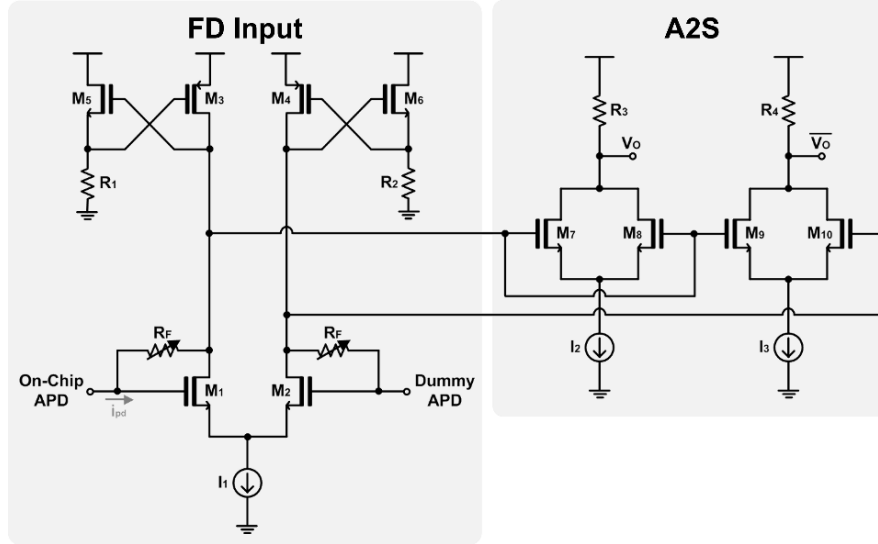 FD Input
A2S
M5
M3
M4
M6
R3
R4
R1
R2
VO
VO
M7
M8
M9
M10
RF
RF
I2
I3
On-Chip
APD
ipd
M1
M2
Dummy
APD
I1